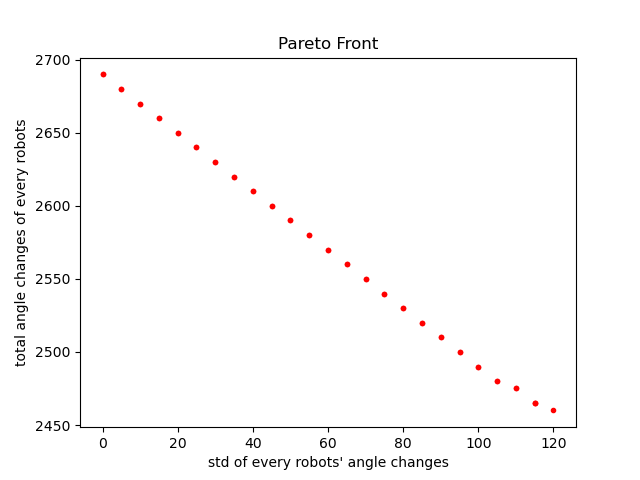 Pareto Front
total angle changes of every robots
2700
2650
2600
2550
2500
2450
0 20 40 60 80 100 120
std of every robots' angle changes